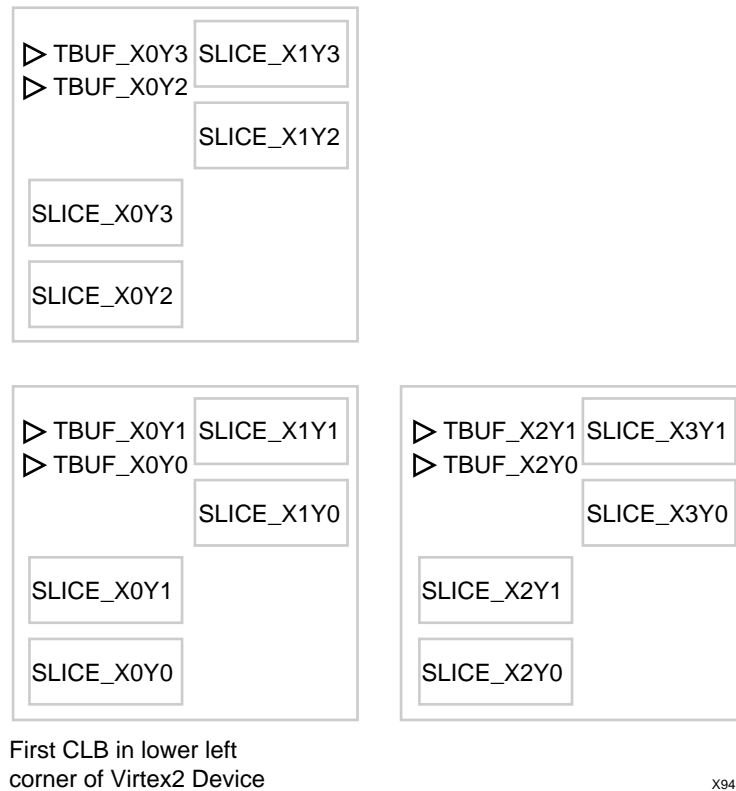 TBUF_X0Y3 SLICE_X1Y3
TBUF_X0Y2
SLICE_X1Y2
SLICE_X0Y3
SLICE_X0Y2
TBUF_X0Y1 SLICE_X1Y1
TBUF_X0Y0
SLICE_X1Y0
SLICE_X0Y1
SLICE_X0Y0
TBUF_X2Y1 SLICE_X3Y1
TBUF_X2Y0
SLICE_X3Y0
SLICE_X2Y1
SLICE_X2Y0
First CLB in lower left
corner of Virtex2 Device
X94